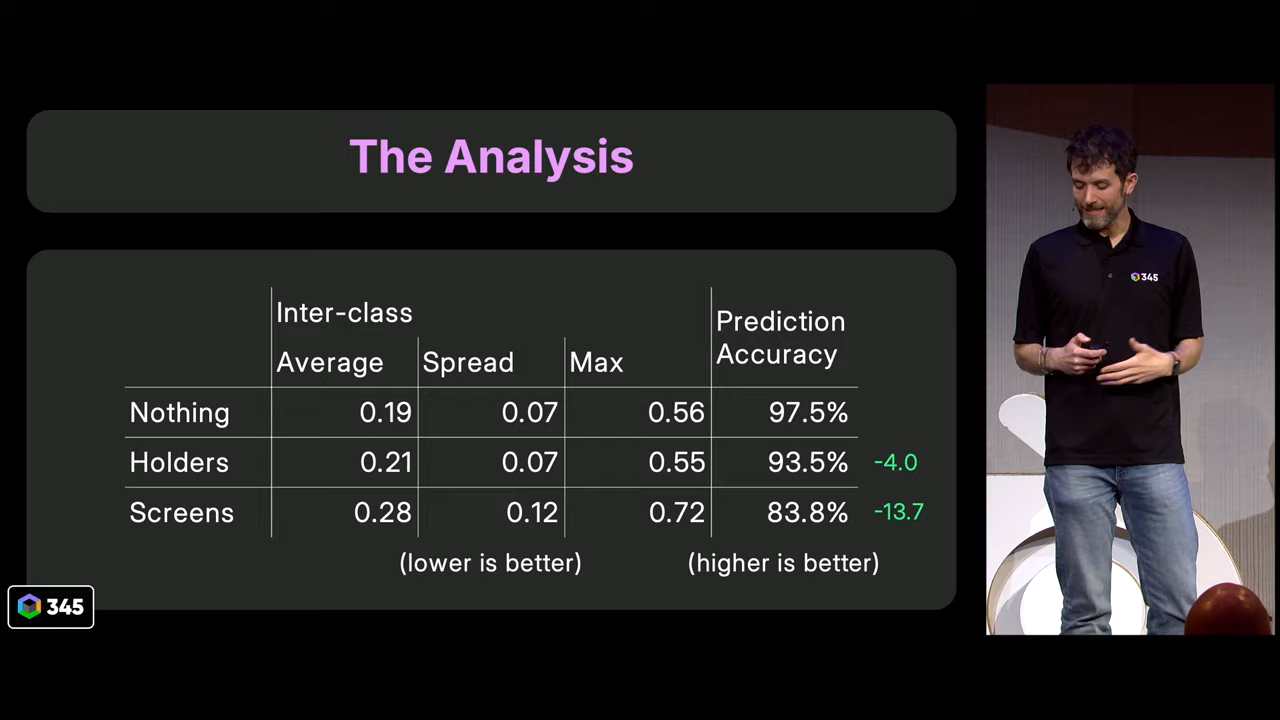 The Analysis
Inter-class
Prediction
Accuracy
Average Spread Max
Nothing 0.19 0.07 0.56 97.5%
Holders 0.21 0.07 0.55 93.5% -4.0
Screens 0.28 0.12 0.72 83.8% -13.7
(lower is better) (higher is better)
345
345